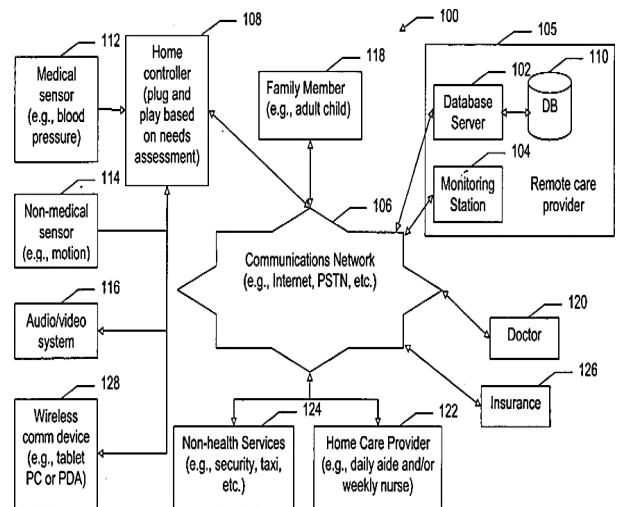 100
112
Medical
sensor
(e.g., blood
pressure)
108
Home
controller
(plug and
play based
on needs
assessment)
118
Family Member
(e.g., adult child)
105
102
Database
Server
110
DB
104
Monitoring
Station
Remote care
provider
114
Non-medical
sensor
(e.g., motion)
106
Communications Network
(e.g., Internet, PSTN, etc.)
116
Audio/video
system
120
Doctor
126
Insurance
128
Wireless
comm device
(e.g., tablet
PC or PDA)
124
Non-health Services
(e.g., security, taxi,
etc.)
122
Home Care Provider
(e.g., daily aide and/or
weekly nurse)